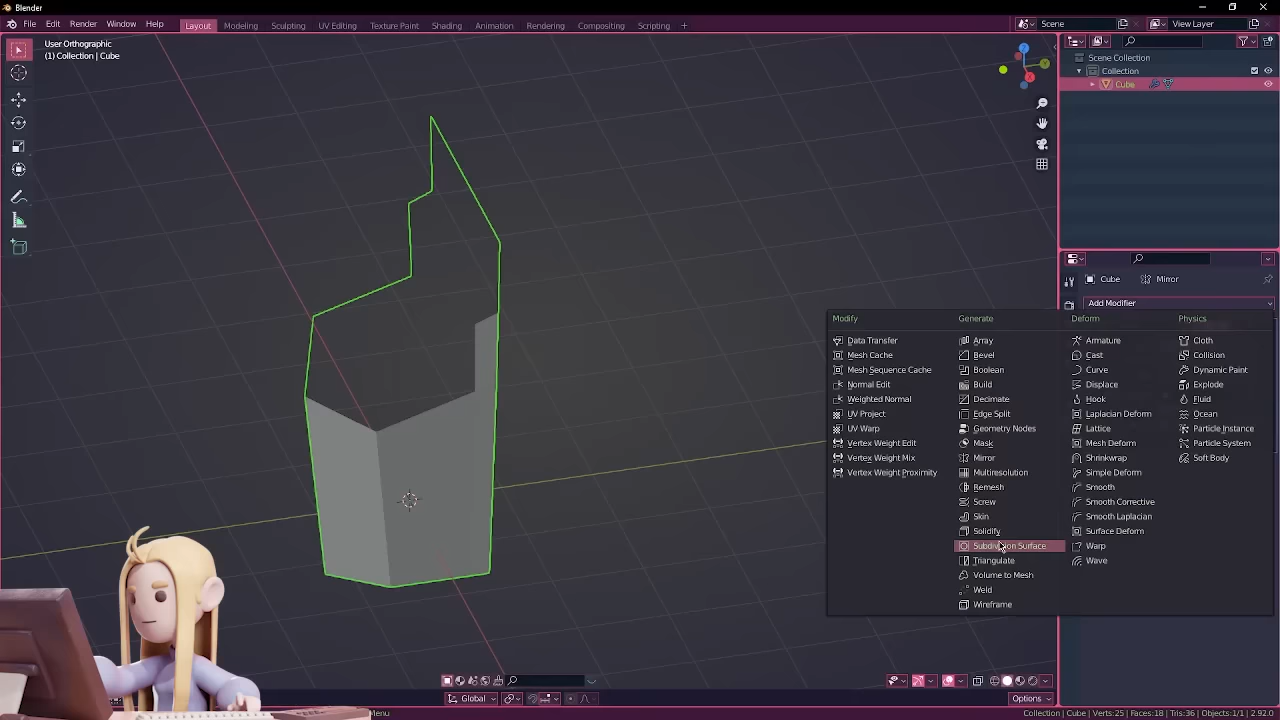 Blender
File Edit Render Window Help Layout Modeling Sculpting UV Editing Texture Paint Shading Animation Rendering Compositing Scripting + Scene View Layer
User Orthographic
(1) Collection | Cube
Scene Collection
Collection
Cube
Cube Mirror
Add Modifier
Modify Generate Deform Physics
Data Transfer Array Armature Cloth
Mesh Cache Bevel Cast Collision
Mesh Sequence Cache Boolean Curve Dynamic Paint
Normal Edit Build Displace Explode
Weighted Normal Decimate Hook Fluid
UV Project Edge Split Laplacian Deform Ocean
UV Warp Geometry Nodes Lattice Particle Instance
Vertex Weight Edit Mask Mesh Deform Particle System
Vertex Weight Mix Mirror Shrinkwrap Soft Body
Vertex Weight Proximity Multiresolution Simple Deform
Remesh Smooth
Screw Smooth Corrective
Skin Smooth Laplacian
Solidify Surface Deform
Subdivision Surface Warp
Triangulate Wave
Volume to Mesh
Weld
Wireframe
Global Options
Menu Collection | Cube | Verts:25 | Faces:18 | Tris:36 | Objects:1/1 | 2.92.0